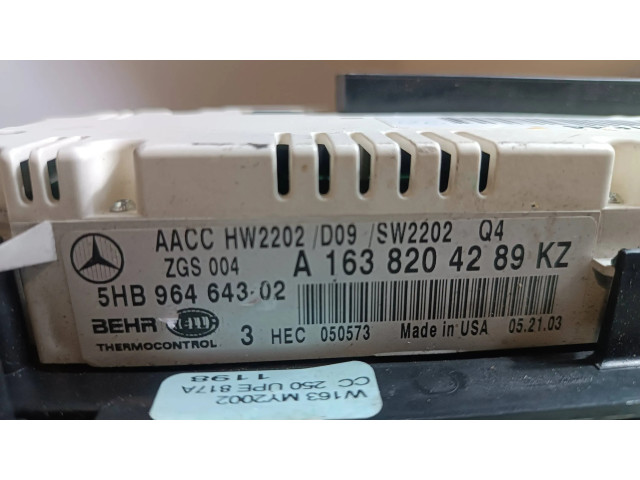 AACC HW2202 /D09 /SW2202 Q4
ZGS 004 A 163 820 42 89 KZ
5HB 964 643-02
BEHR HELLA
THERMOCONTROL
3 HEC 050573 Made in USA 05.21.03
W163 MY2002
CC 250 UPE 817A
1198